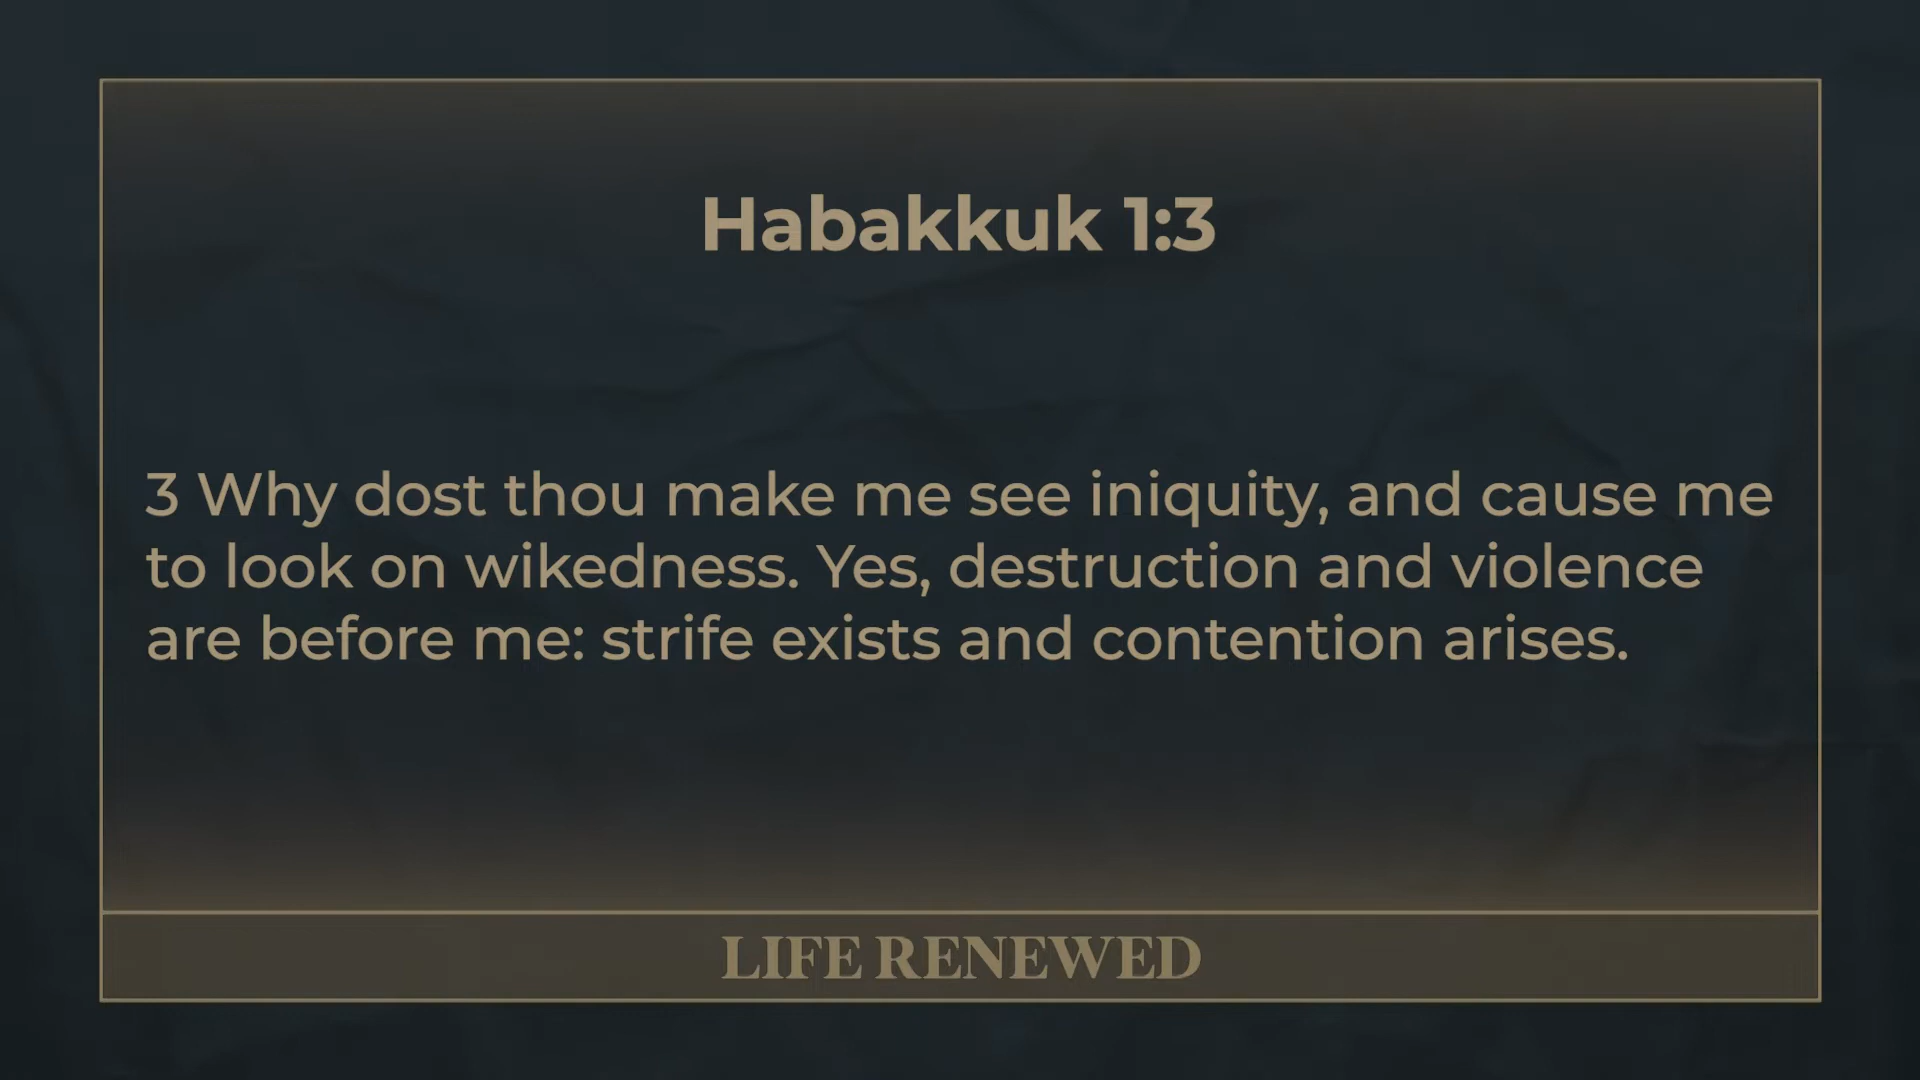 Habakkuk 1:3
3 Why dost thou make me see iniquity, and cause me
to look on wikedness. Yes, destruction and violence
are before me: strife exists and contention arises.
LIFE RENEWED